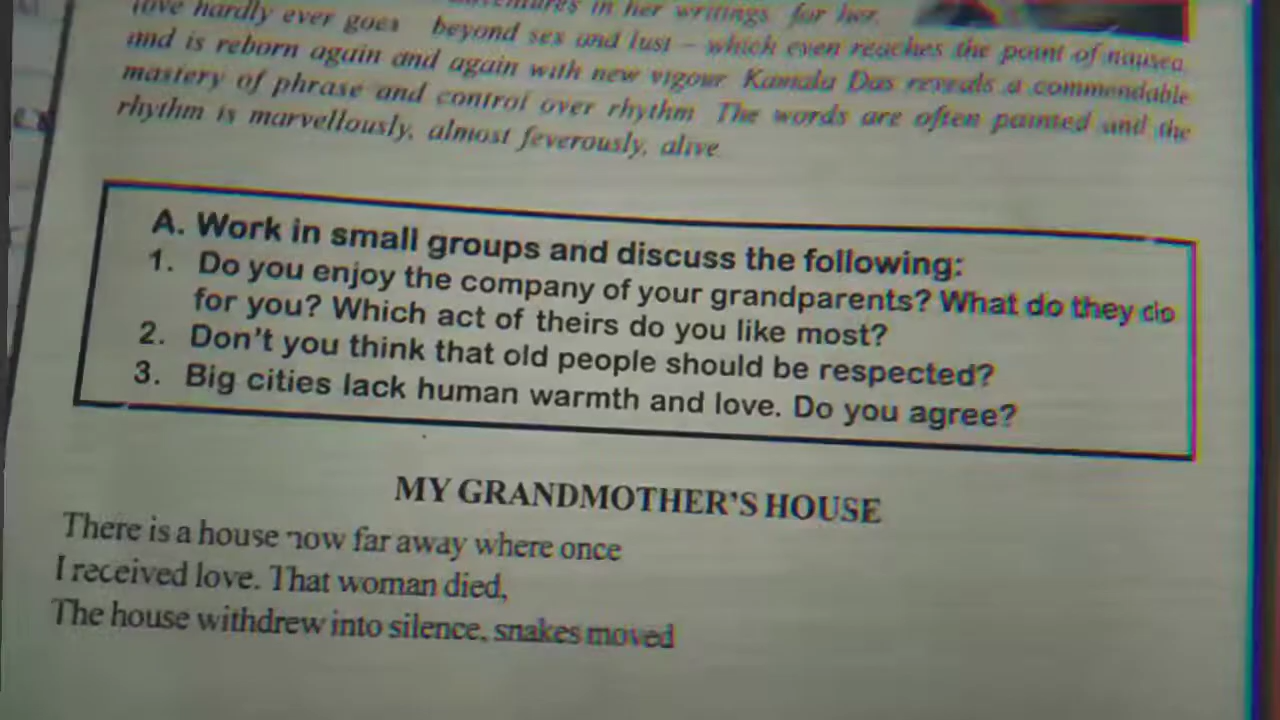 love hardly ever goes beyond sex and lust – which even reaches the point of nausea
and is reborn again and again with new vigour Kamala Das reveals a commendable
mastery of phrase and control over rhythm The words are often painted and the
rhythm is marvellously, almost feverously, alive
A. Work in small groups and discuss the following:
1. Do you enjoy the company of your grandparents? What do they do
for you? Which act of theirs do you like most?
2. Don't you think that old people should be respected?
3. Big cities lack human warmth and love. Do you agree?
MY GRANDMOTHER'S HOUSE
There is a house now far away where once
I received love. That woman died,
The house withdrew into silence, snakes moved